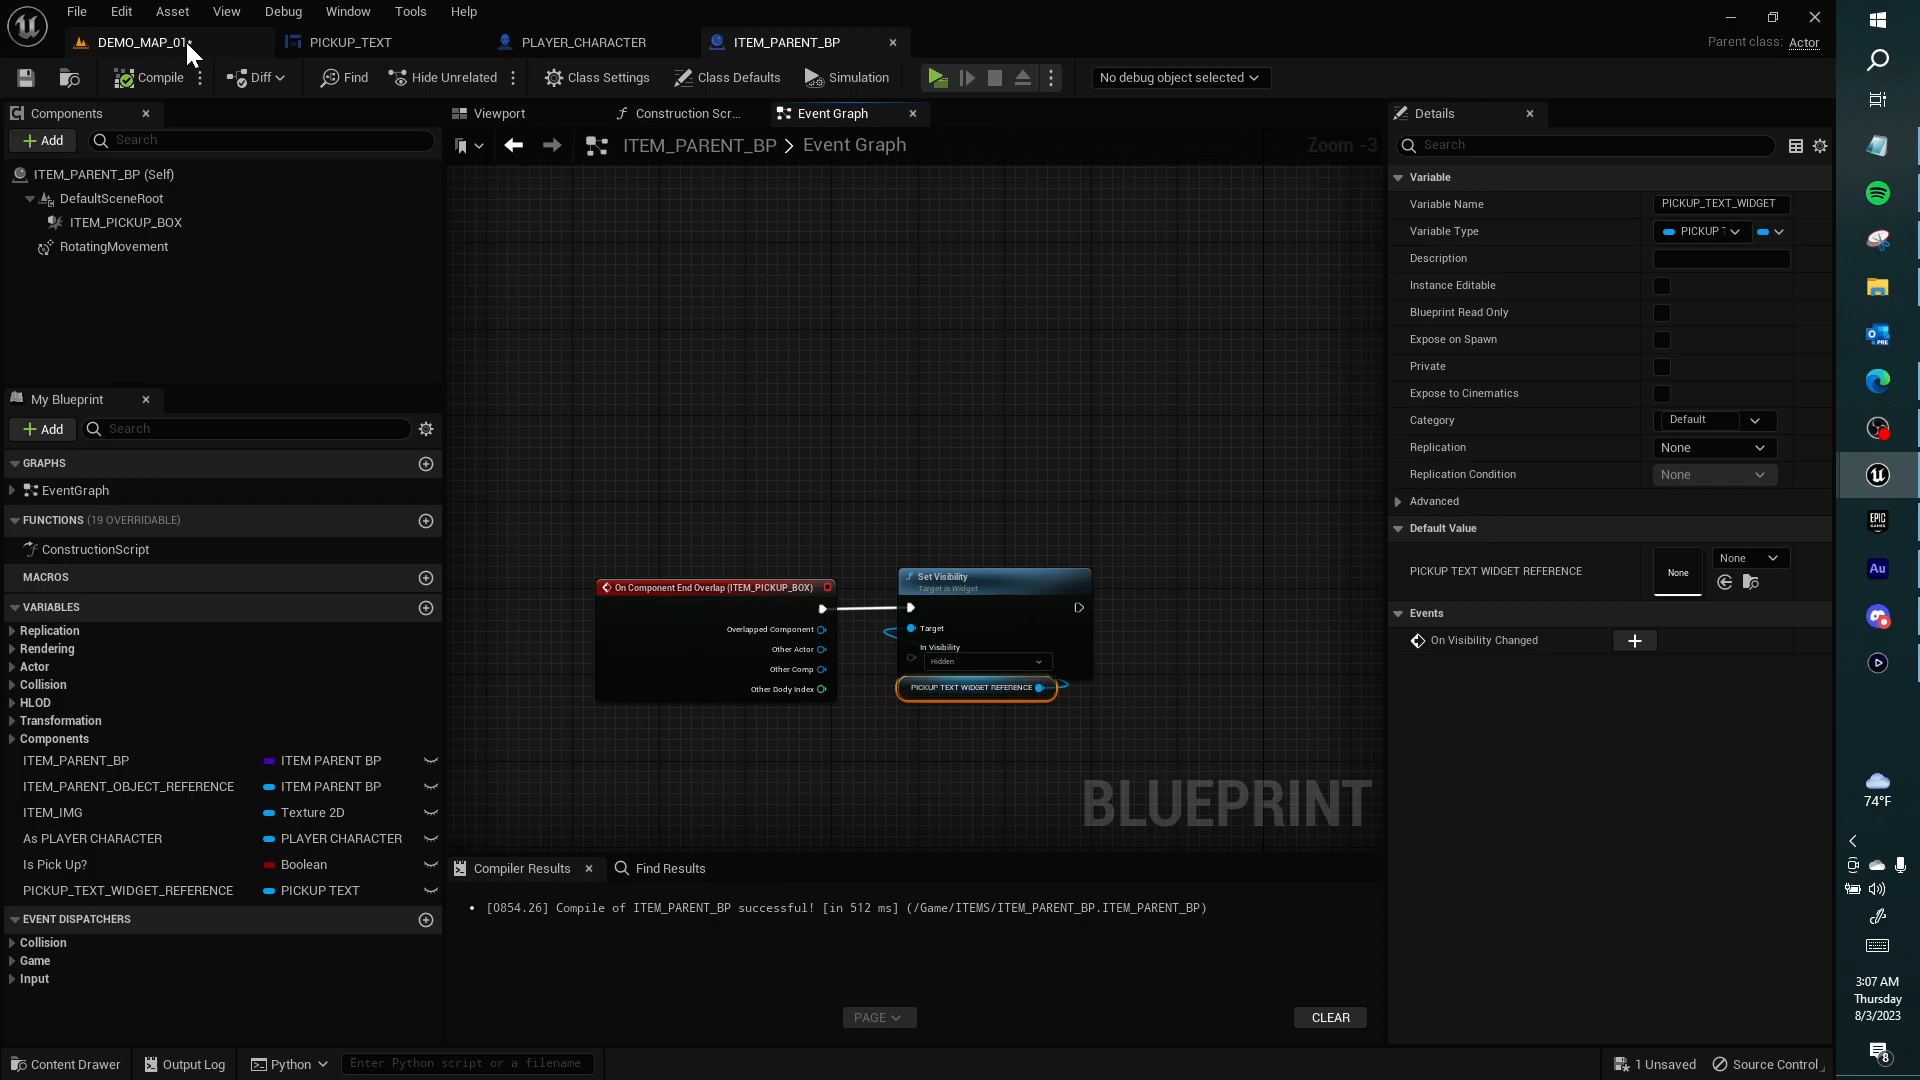 File Edit Asset View Debug Window Tools Help
DEMO_MAP_01* PICKUP_TEXT PLAYER_CHARACTER ITEM_PARENT_BP Parent class: Actor
Compile Diff Find Hide Unrelated Class Settings Class Defaults Simulation No debug object selected
Components
Add Search
ITEM_PARENT_BP (Self)
DefaultSceneRoot
ITEM_PICKUP_BOX
RotatingMovement
My Blueprint
Add Search
GRAPHS
EventGraph
FUNCTIONS (19 OVERRIDABLE)
ConstructionScript
MACROS
VARIABLES
Replication
Rendering
Actor
Collision
HLOD
Transformation
Components
ITEM_PARENT_BP ITEM PARENT BP
ITEM_PARENT_OBJECT_REFERENCE ITEM PARENT BP
ITEM_IMG Texture 2D
As PLAYER CHARACTER PLAYER CHARACTER
Is Pick Up? Boolean
PICKUP_TEXT_WIDGET_REFERENCE PICKUP TEXT
EVENT DISPATCHERS
Collision
Game
Input
Viewport Construction Scr... Event Graph
ITEM_PARENT_BP > Event Graph Zoom -3
On Component End Overlap (ITEM_PICKUP_BOX)
Overlapped Component
Other Actor
Other Comp
Other Body Index
Set Visibility
Target is Widget
Target
In Visibility
Hidden
PICKUP TEXT WIDGET REFERENCE
BLUEPRINT
Compiler Results Find Results
[0854.26] Compile of ITEM_PARENT_BP successful! [in 512 ms] (/Game/ITEMS/ITEM_PARENT_BP.ITEM_PARENT_BP)
PAGE CLEAR
Details
Search
Variable
Variable Name PICKUP_TEXT_WIDGET
Variable Type PICKUP T
Description
Instance Editable
Blueprint Read Only
Expose on Spawn
Private
Expose to Cinematics
Category Default
Replication None
Replication Condition None
Advanced
Default Value
PICKUP TEXT WIDGET REFERENCE None None
Events
On Visibility Changed
Content Drawer Output Log Python Enter Python script or a filename 1 Unsaved Source Control
PRE
EPIC
GAMES
Au
74°F
3:07 AM
Thursday
8/3/2023
8